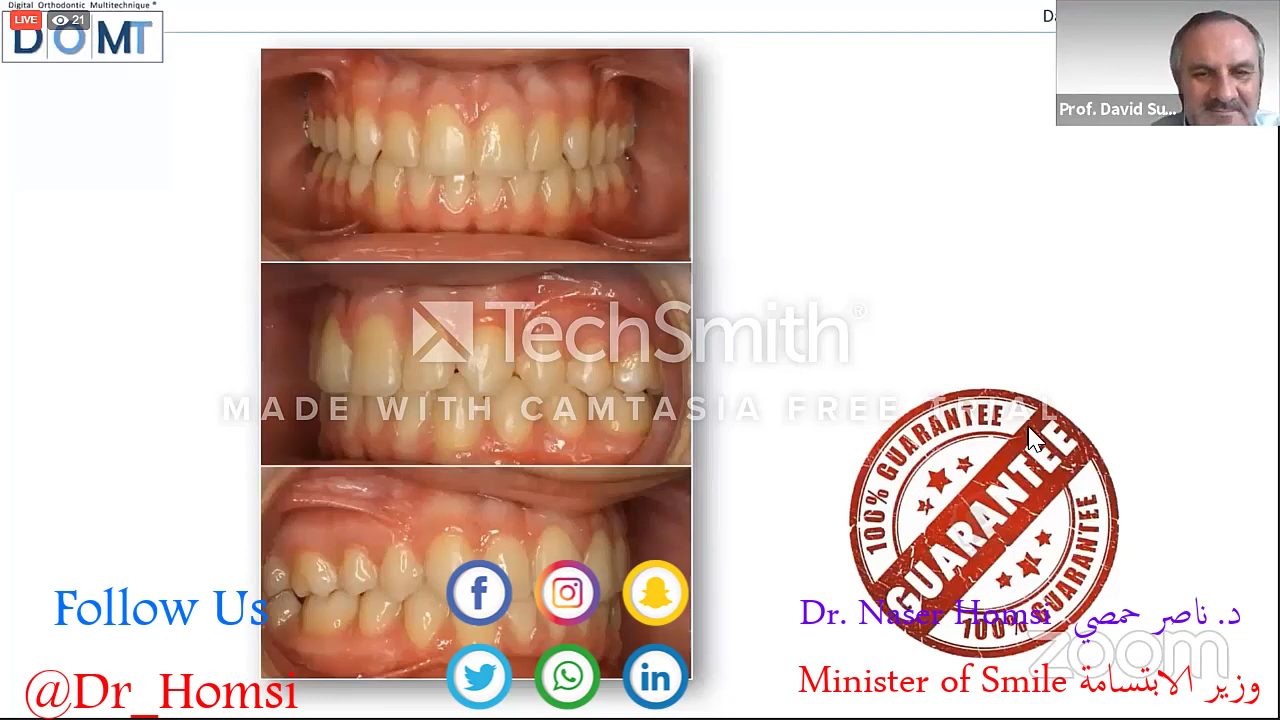 Digital Orthodontic Multitechnique®
LIVE 21
DOMT
Da
Prof. David Su...
TechSmith®
MADE WITH CAMTASIA FREE TRIAL
100% GUARANTEE
GUARANTEE
100% GUARANTEE
Follow Us
@Dr_Homsi
Dr. Naser Homsi د. ناصر حمصي
zoom
Minister of Smile وزير الابتسامة